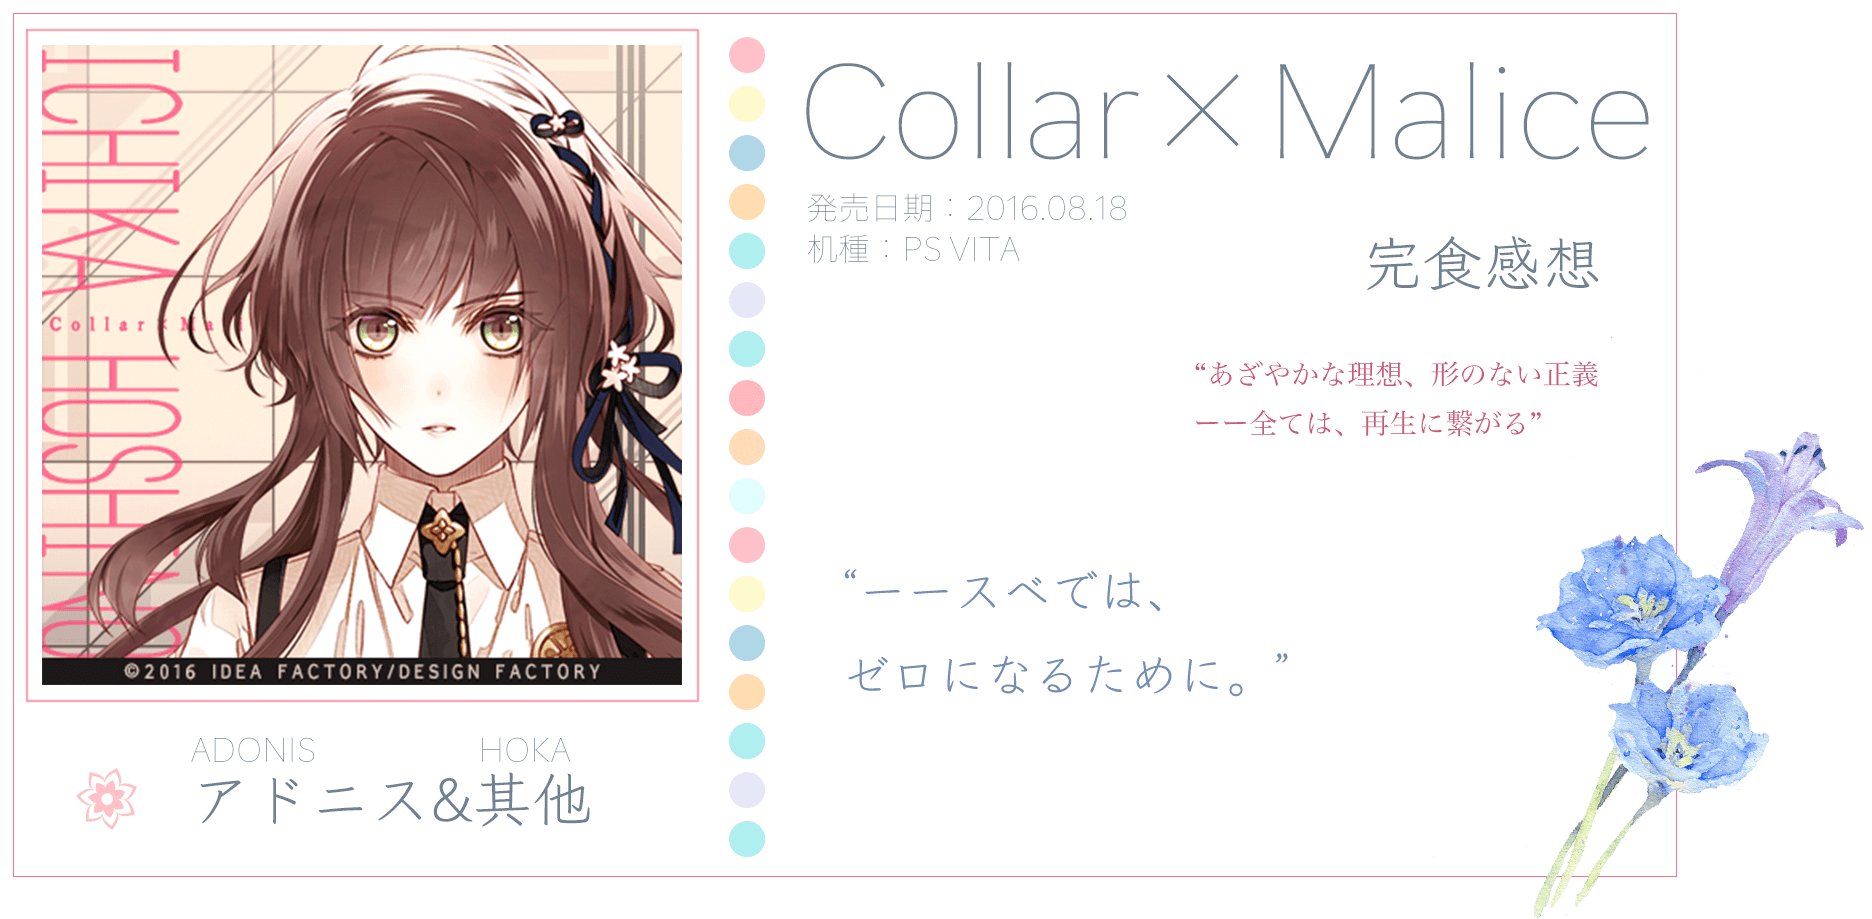 ICHIKA HOSHINO
Collar×Mali
©2016 IDEA FACTORY/DESIGN FACTORY
ADONIS HOKA
アドニス&其他
Collar×Malice
発売日期：2016.08.18
机種：PS VITA
完食感想
“あざやかな理想、形のない正義
ーー全ては、再生に繋がる”
“ーースベでは、
ゼロになるために。”